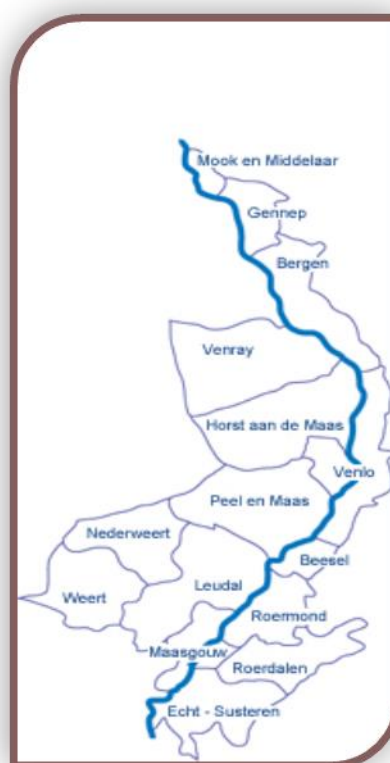 Mook en Middelaar
Gennep
Bergen
Venray
Horst aan de Maas
Venlo
Peel en Maas
Nederweert
Beesel
Leudal
Weert
Roermond
Maasgouw
Roerdalen
Echt - Susteren